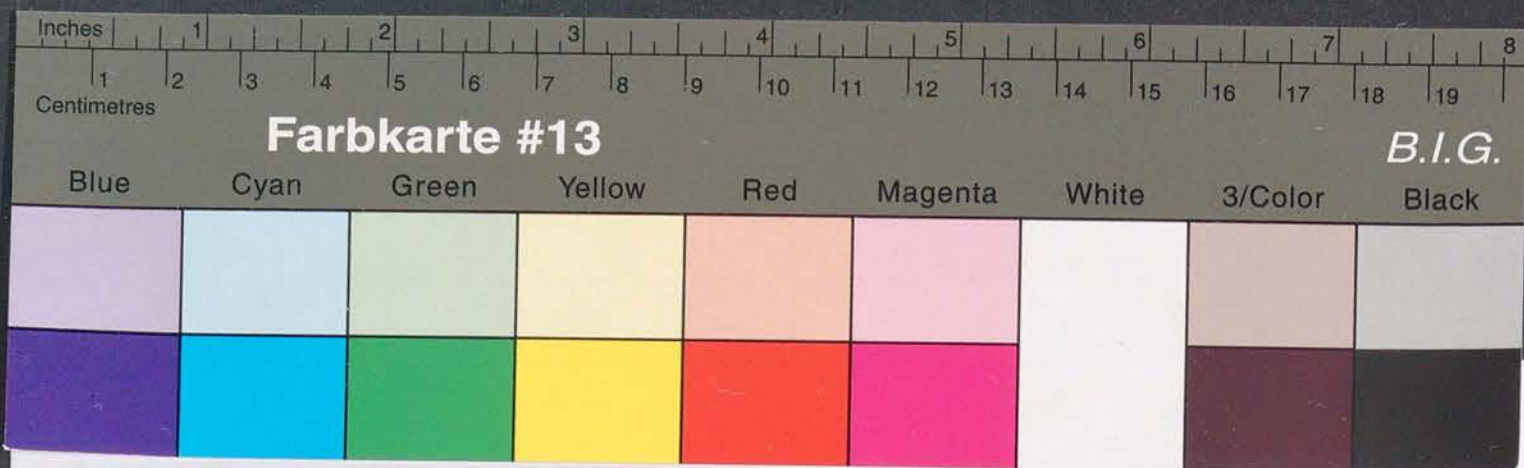 Inches 1 2 3 4 5 6 7 8
1 2 3 4 5 6 7 8 9 10 11 12 13 14 15 16 17 18 19
Centimetres
Farbkarte #13
B.I.G.
Blue Cyan Green Yellow Red Magenta White 3/Color Black